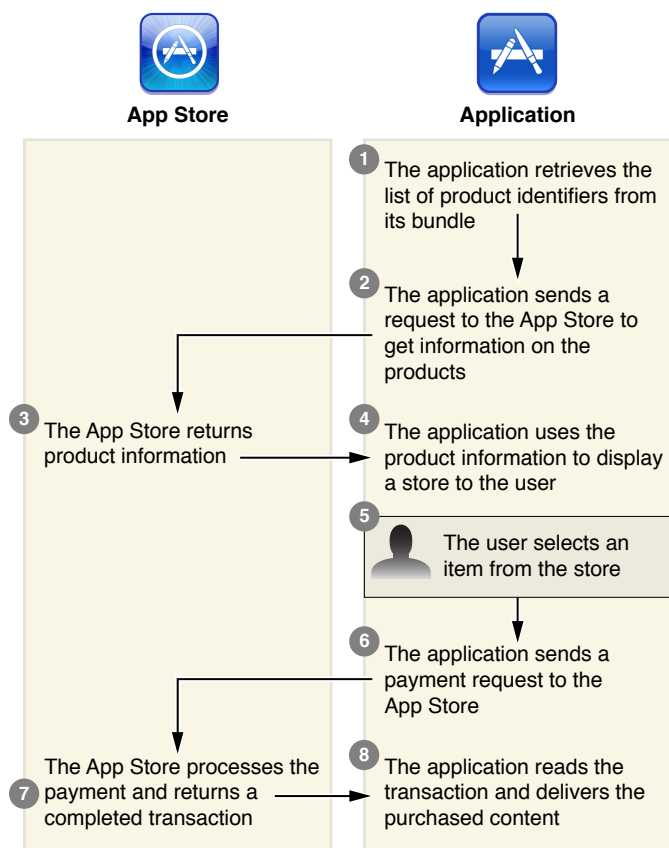 App Store
Application
1
The application retrieves the
list of product identifiers from
its bundle
2
The application sends a
request to the App Store to
get information on the
products
3
The App Store returns
product information
4
The application uses the
product information to display
a store to the user
5
The user selects an
item from the store
6
The application sends a
payment request to the
App Store
7
The App Store processes the
payment and returns a
completed transaction
8
The application reads the
transaction and delivers the
purchased content